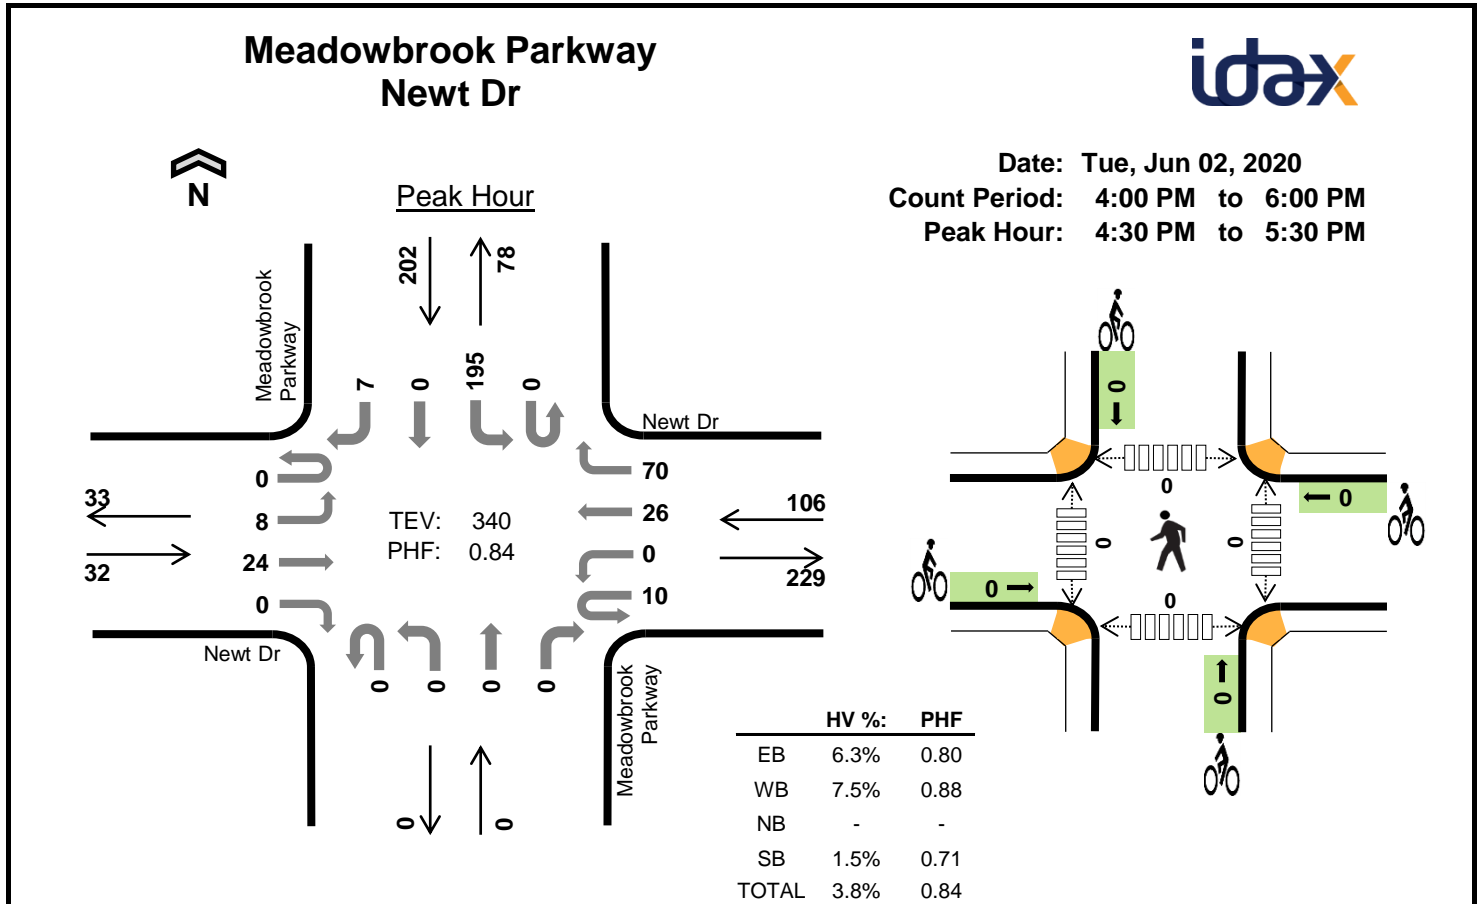 Meadowbrook Parkway
Newt Dr
idax
N
Peak Hour
Date: Tue, Jun 02, 2020
Count Period: 4:00 PM to 6:00 PM
Peak Hour: 4:30 PM to 5:30 PM
202
78
Meadowbrook
Parkway
7
0
195
0
Newt Dr
0
8
24
0
33
32
TEV: 340
PHF: 0.84
70
26
0
10
106
229
Newt Dr
0
0
0
0
Meadowbrook
Parkway
0
0
HV %: PHF
EB 6.3% 0.80
WB 7.5% 0.88
NB - -
SB 1.5% 0.71
TOTAL 3.8% 0.84
0
0
0
0
0
0
0
0